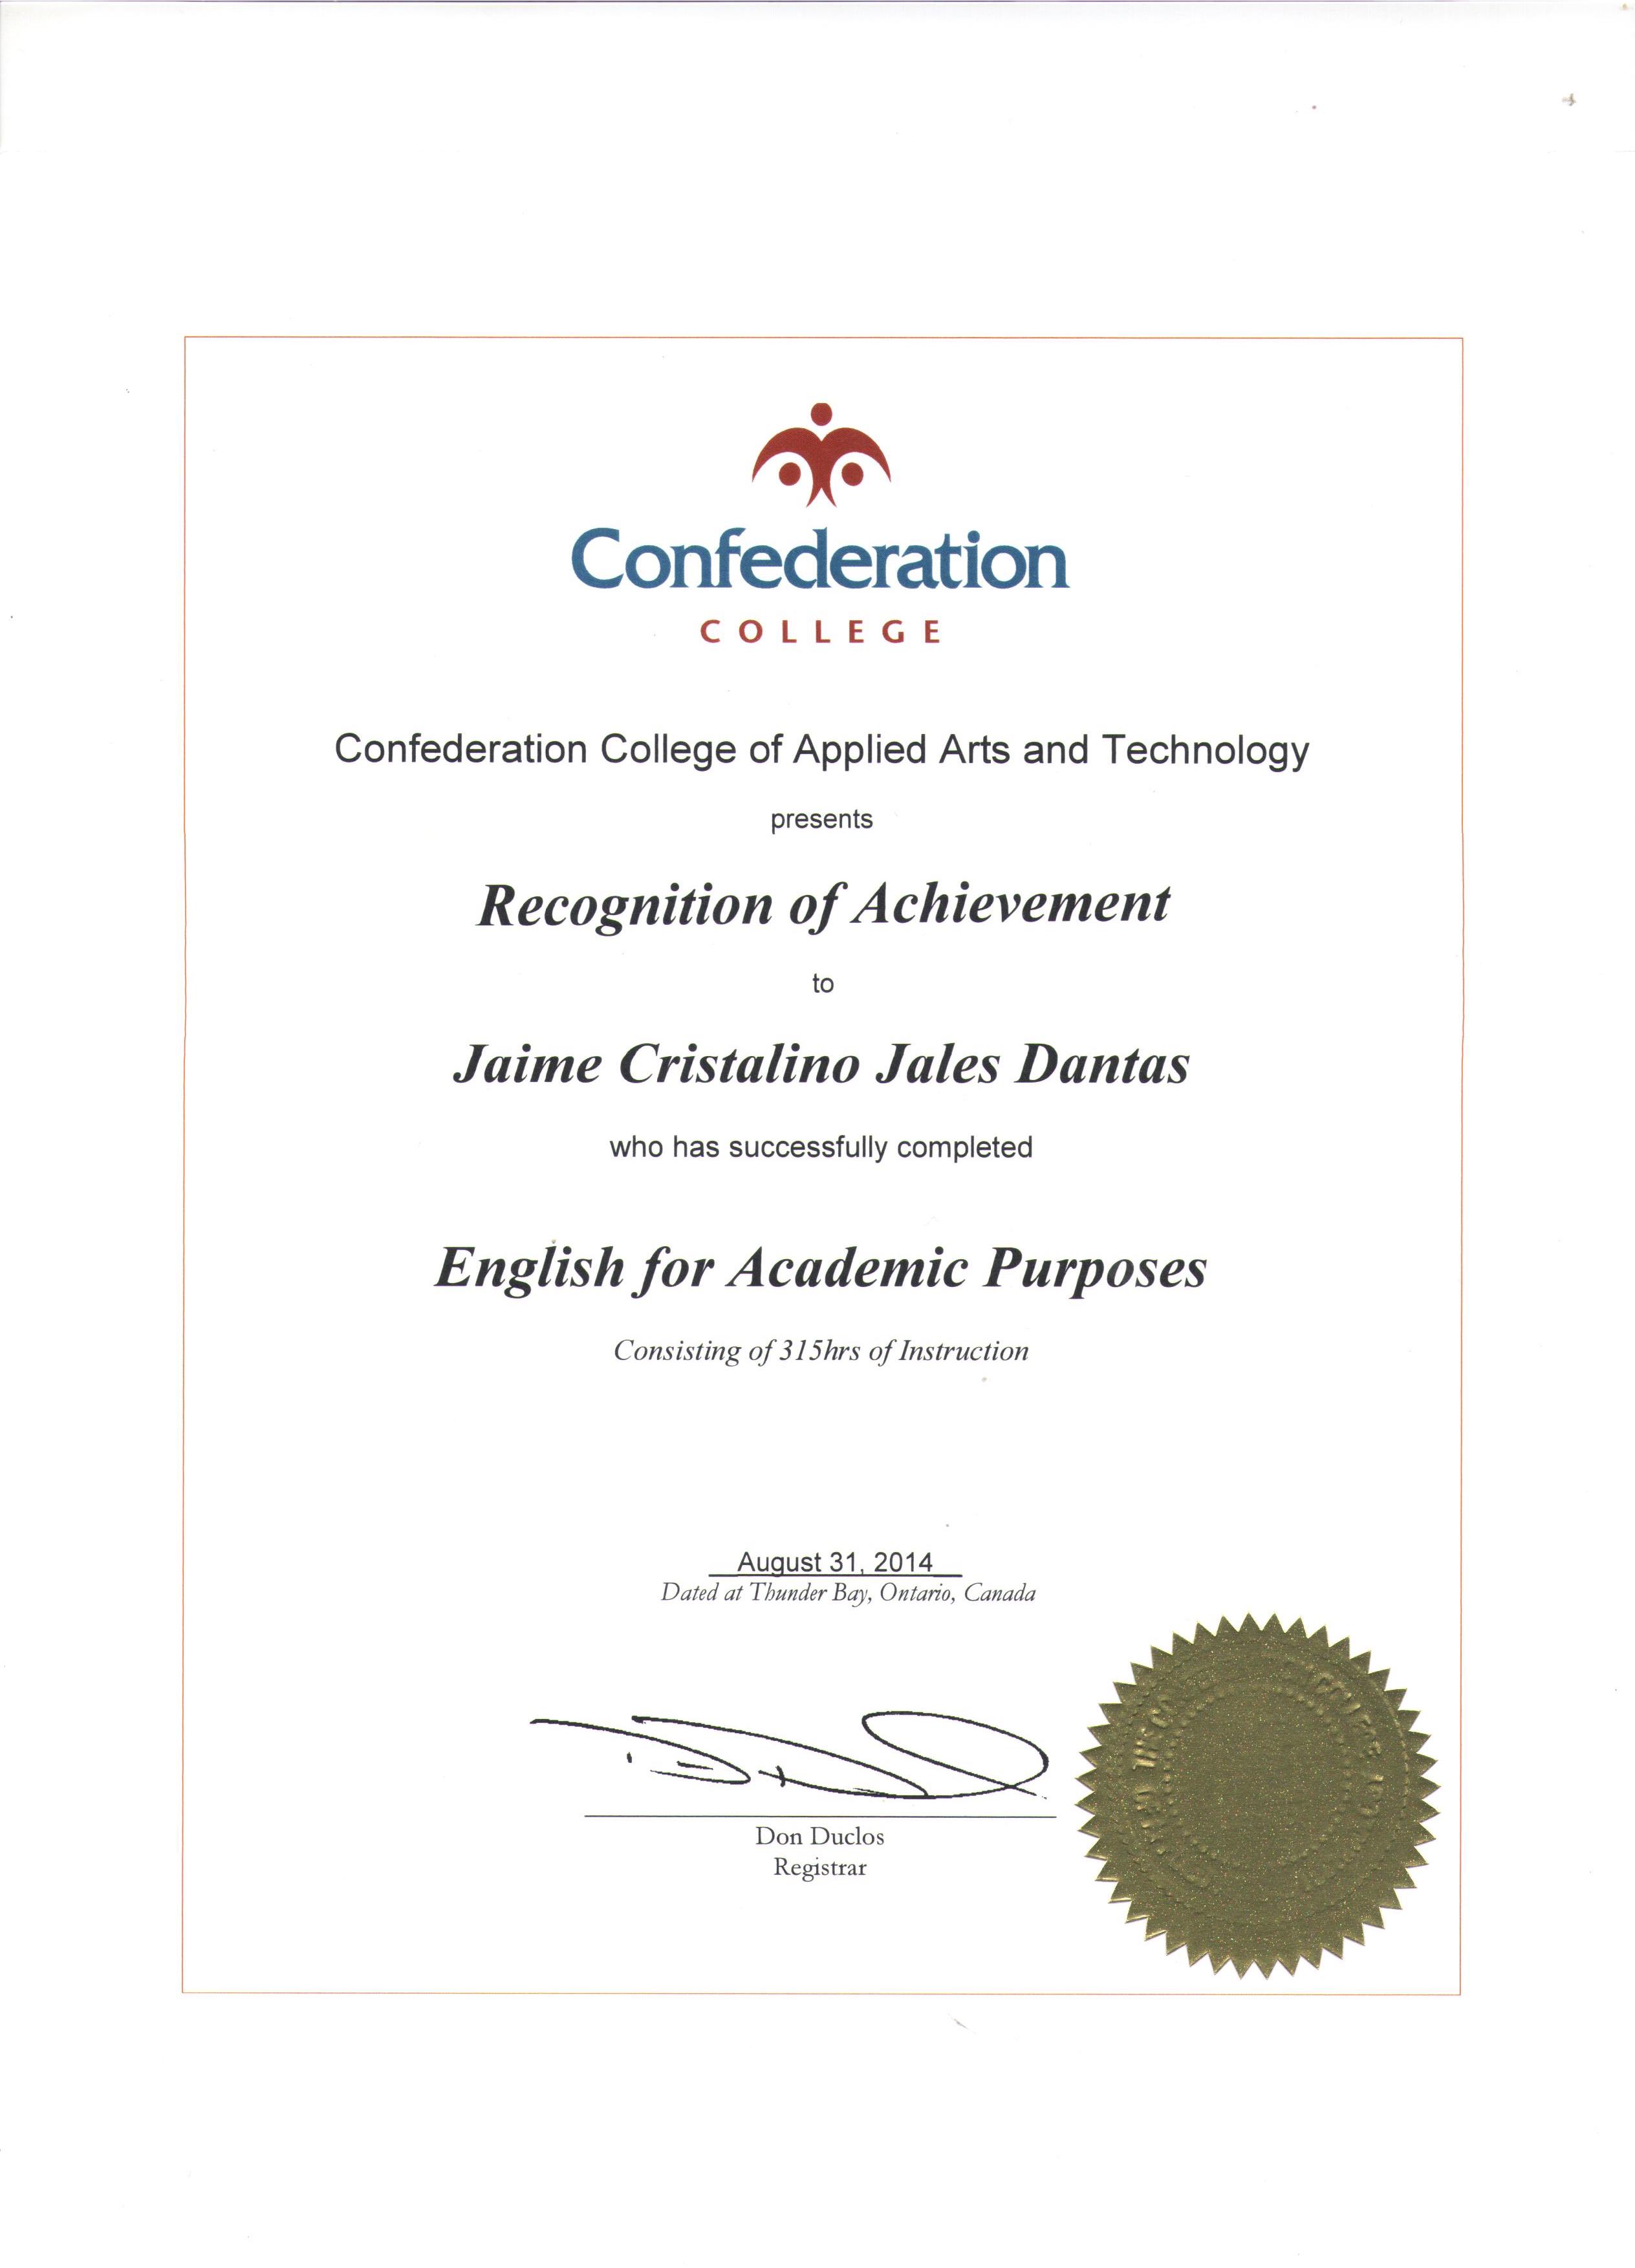 Confederation
COLLEGE
Confederation College of Applied Arts and Technology
presents
Recognition of Achievement
to
Jaime Cristalino Jales Dantas
who has successfully completed
English for Academic Purposes
Consisting of 315hrs of Instruction
August 31, 2014
Dated at Thunder Bay, Ontario, Canada
Don Duclos
Registrar